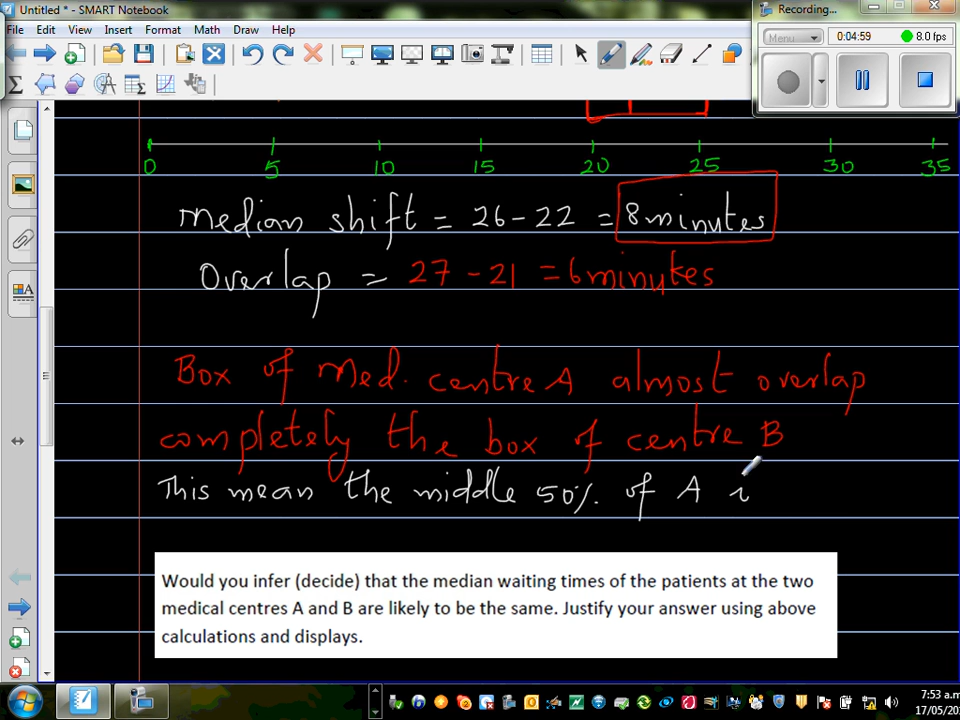 Untitled * - SMART Notebook
Recording...
File Edit View Insert Format Math Draw Help
Menu
0:04:59
8.0 fps
0 5 10 15 20 25 30 35
Median shift = 26-22 = 8minutes
Overlap = 27-21 = 6minutes
Box of Med. centre A almost overlap
completely the box of centre B
This mean the middle 50% of A i
Would you infer (decide) that the median waiting times of the patients at the two
medical centres A and B are likely to be the same. Justify your answer using above
calculations and displays.
7:53 a.m
17/05/20